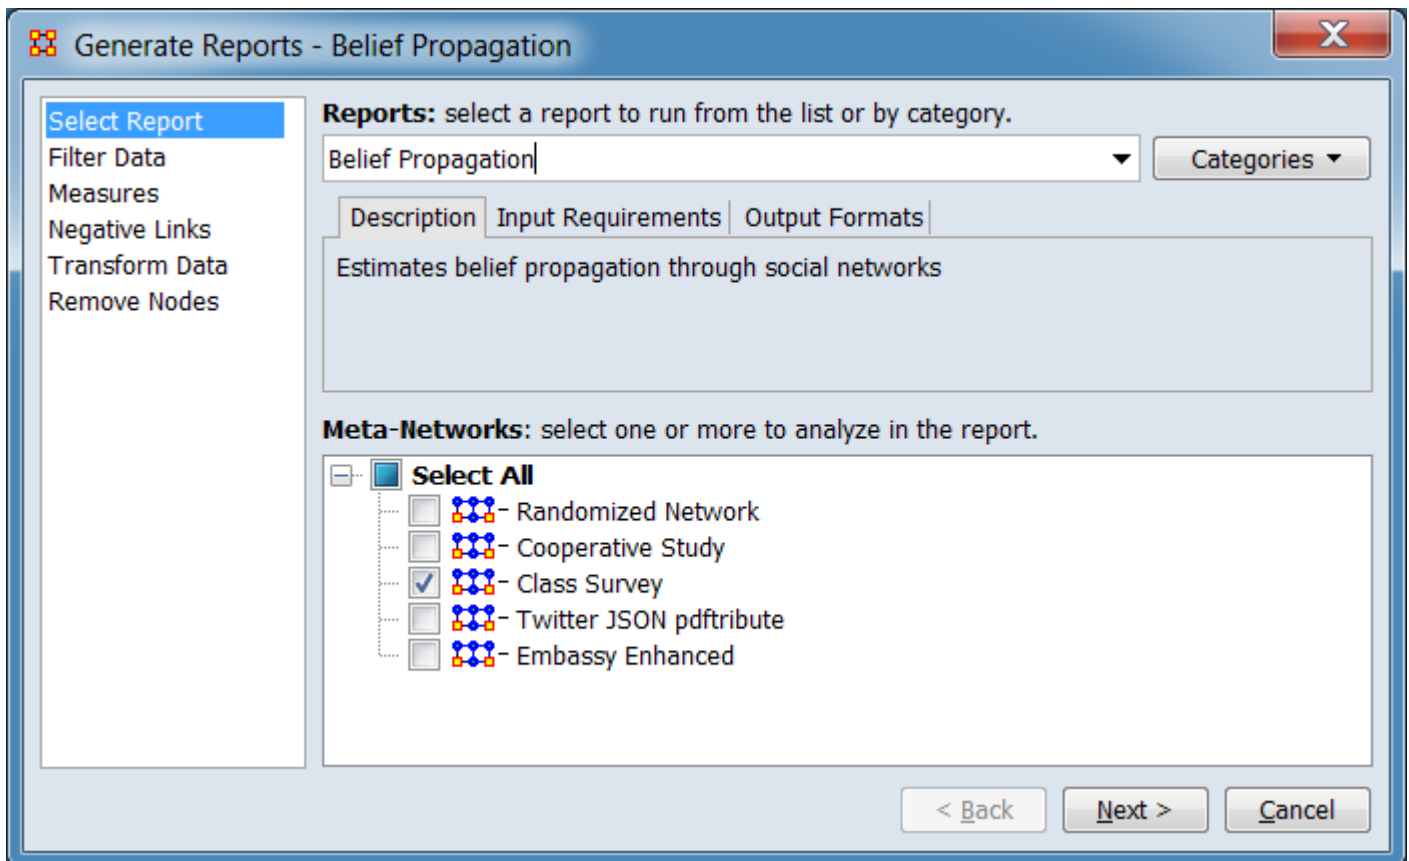 Generate Reports - Belief Propagation
X
Select Report
Filter Data
Measures
Negative Links
Transform Data
Remove Nodes
Reports: select a report to run from the list or by category.
Belief Propagation
Categories
Description Input Requirements Output Formats
Estimates belief propagation through social networks
Meta-Networks: select one or more to analyze in the report.
Select All
Randomized Network
Cooperative Study
Class Survey
Twitter JSON pdftribute
Embassy Enhanced
< Back Next > Cancel